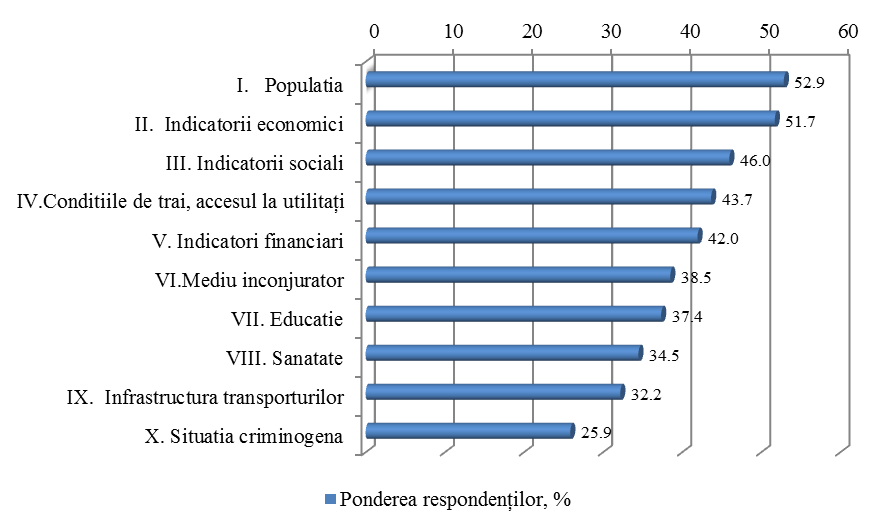 0 10 20 30 40 50 60
I. Populatia 52.9
II. Indicatorii economici 51.7
III. Indicatorii sociali 46.0
IV.Conditiile de trai, accesul la utilitați 43.7
V. Indicatori financiari 42.0
VI.Mediu inconjurator 38.5
VII. Educatie 37.4
VIII. Sanatate 34.5
IX. Infrastructura transporturilor 32.2
X. Situatia criminogena 25.9
Ponderea respondenților, %